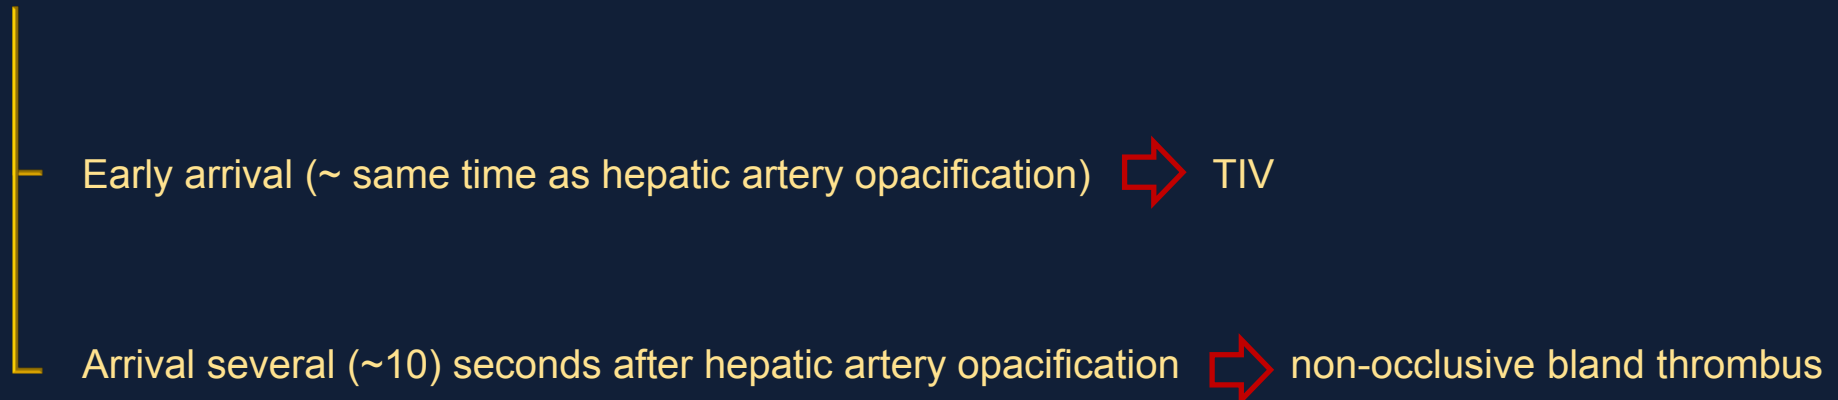 Early arrival (~ same time as hepatic artery opacification) TIV
Arrival several (~10) seconds after hepatic artery opacification non-occlusive bland thrombus